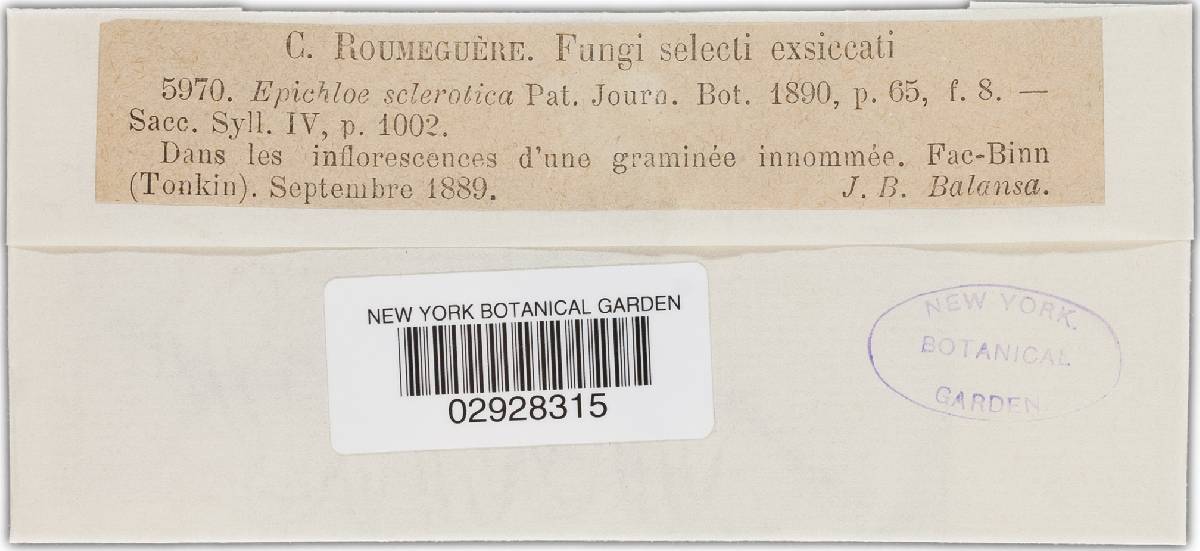 C. ROUMEGUÈRE. Fungi selecti exsiccati
5970. Epichloe sclerotica Pat. Journ. Bot. 1890, p. 65, f. 8. —
Sacc. Syll. IV, p. 1002.
Dans les inflorescences d'une graminée innommée. Fac-Binn
(Tonkin). Septembre 1889. J. B. Balansa.
NEW YORK BOTANICAL GARDEN
02928315
NEW YORK.
BOTANICAL
GARDEN